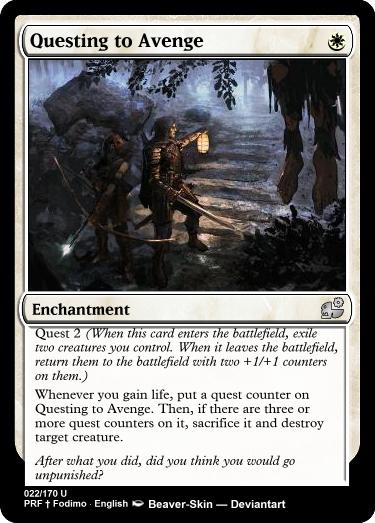 Questing to Avenge
Enchantment
Quest 2 (When this card enters the battlefield, exile
two creatures you control. When it leaves the battlefield,
return them to the battlefield with two +1/+1 counters
on them.)
Whenever you gain life, put a quest counter on
Questing to Avenge. Then, if there are three or
more quest counters on it, sacrifice it and destroy
target creature.
After what you did, did you think you would go
unpunished?
022/170 U
PRF † Fodimo · English Beaver-Skin — Deviantart